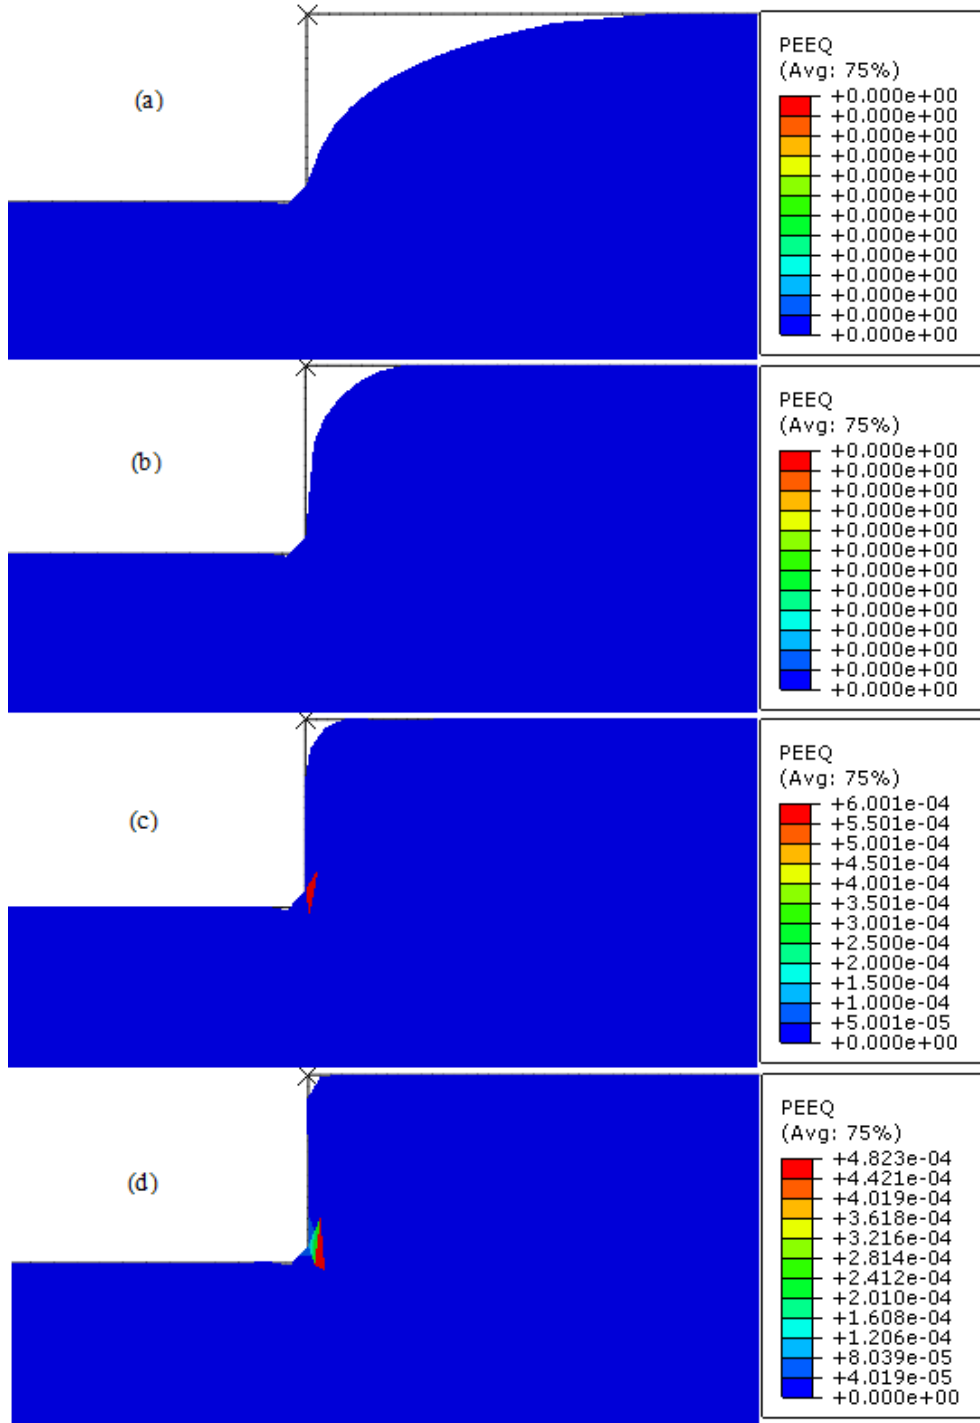 (a)
PEEQ
(Avg: 75%)
+0.000e+00
+0.000e+00
+0.000e+00
+0.000e+00
+0.000e+00
+0.000e+00
+0.000e+00
+0.000e+00
+0.000e+00
+0.000e+00
+0.000e+00
+0.000e+00
+0.000e+00
(b)
PEEQ
(Avg: 75%)
+0.000e+00
+0.000e+00
+0.000e+00
+0.000e+00
+0.000e+00
+0.000e+00
+0.000e+00
+0.000e+00
+0.000e+00
+0.000e+00
+0.000e+00
+0.000e+00
+0.000e+00
(c)
PEEQ
(Avg: 75%)
+6.001e-04
+5.501e-04
+5.001e-04
+4.501e-04
+4.001e-04
+3.501e-04
+3.001e-04
+2.500e-04
+2.000e-04
+1.500e-04
+1.000e-04
+5.001e-05
+0.000e+00
(d)
PEEQ
(Avg: 75%)
+4.823e-04
+4.421e-04
+4.019e-04
+3.618e-04
+3.216e-04
+2.814e-04
+2.412e-04
+2.010e-04
+1.608e-04
+1.206e-04
+8.039e-05
+4.019e-05
+0.000e+00